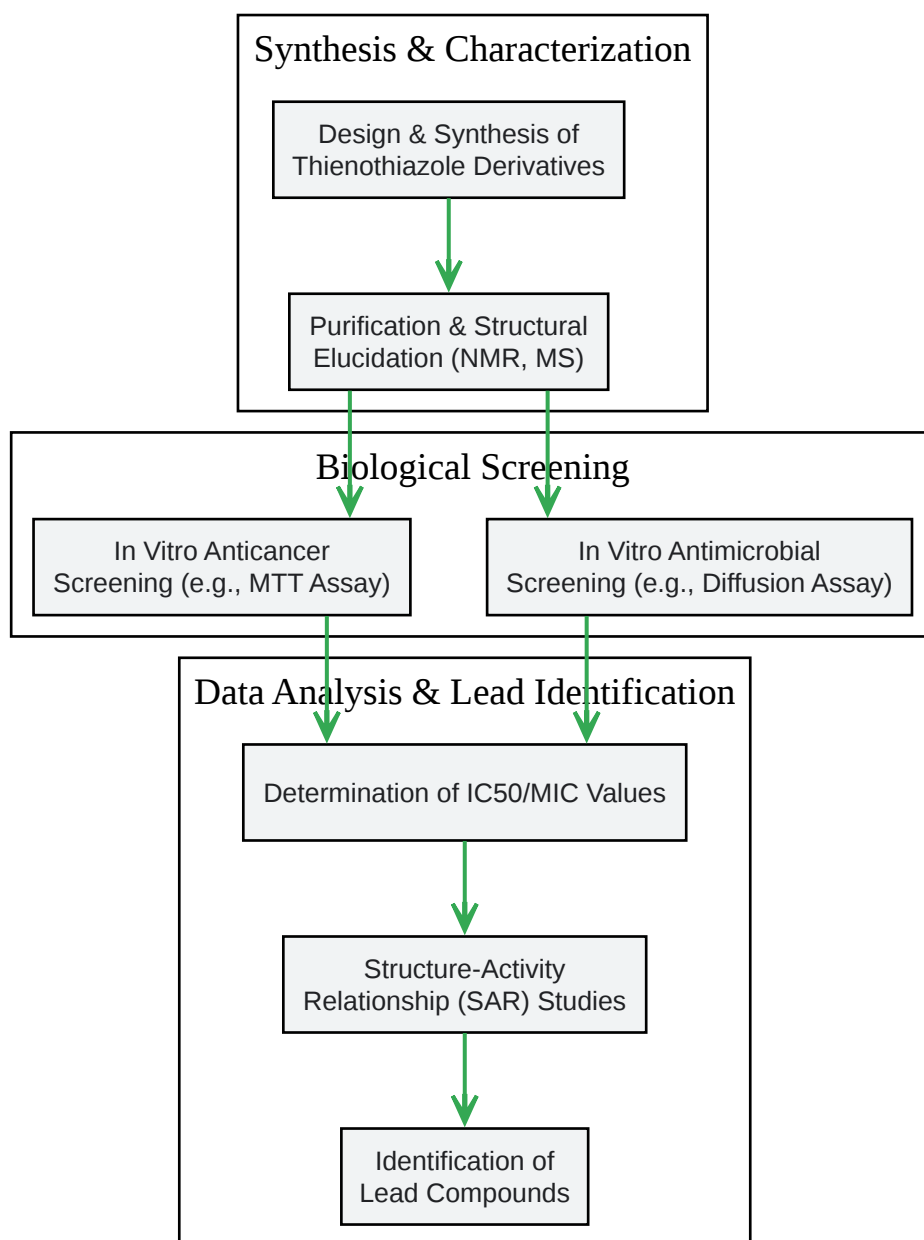 Synthesis & Characterization
Design & Synthesis of
Thienothiazole Derivatives
Purification & Structural
Elucidation (NMR, MS)
Biological Screening
In Vitro Anticancer
Screening (e.g., MTT Assay)
In Vitro Antimicrobial
Screening (e.g., Diffusion Assay)
Data Analysis & Lead Identification
Determination of IC50/MIC Values
Structure-Activity
Relationship (SAR) Studies
Identification of
Lead Compounds